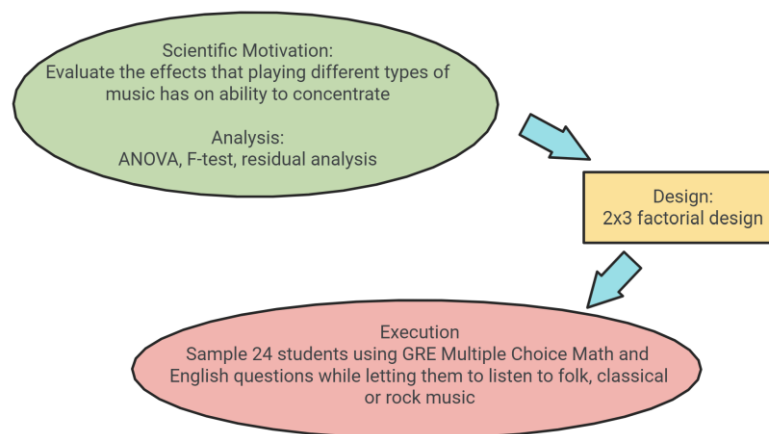 Scientific Motivation:
Evaluate the effects that playing different types of
music has on ability to concentrate
Analysis:
ANOVA, F-test, residual analysis
Design:
2x3 factorial design
Execution
Sample 24 students using GRE Multiple Choice Math and
English questions while letting them to listen to folk, classical
or rock music